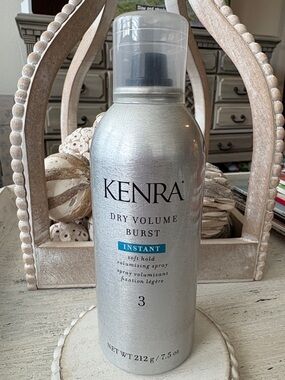 KENRA
DRY VOLUME
BURST
INSTANT
soft hold
volumizing spray
spray volumisant
fixation légère
3
NET WT 212 g / 7.5 oz